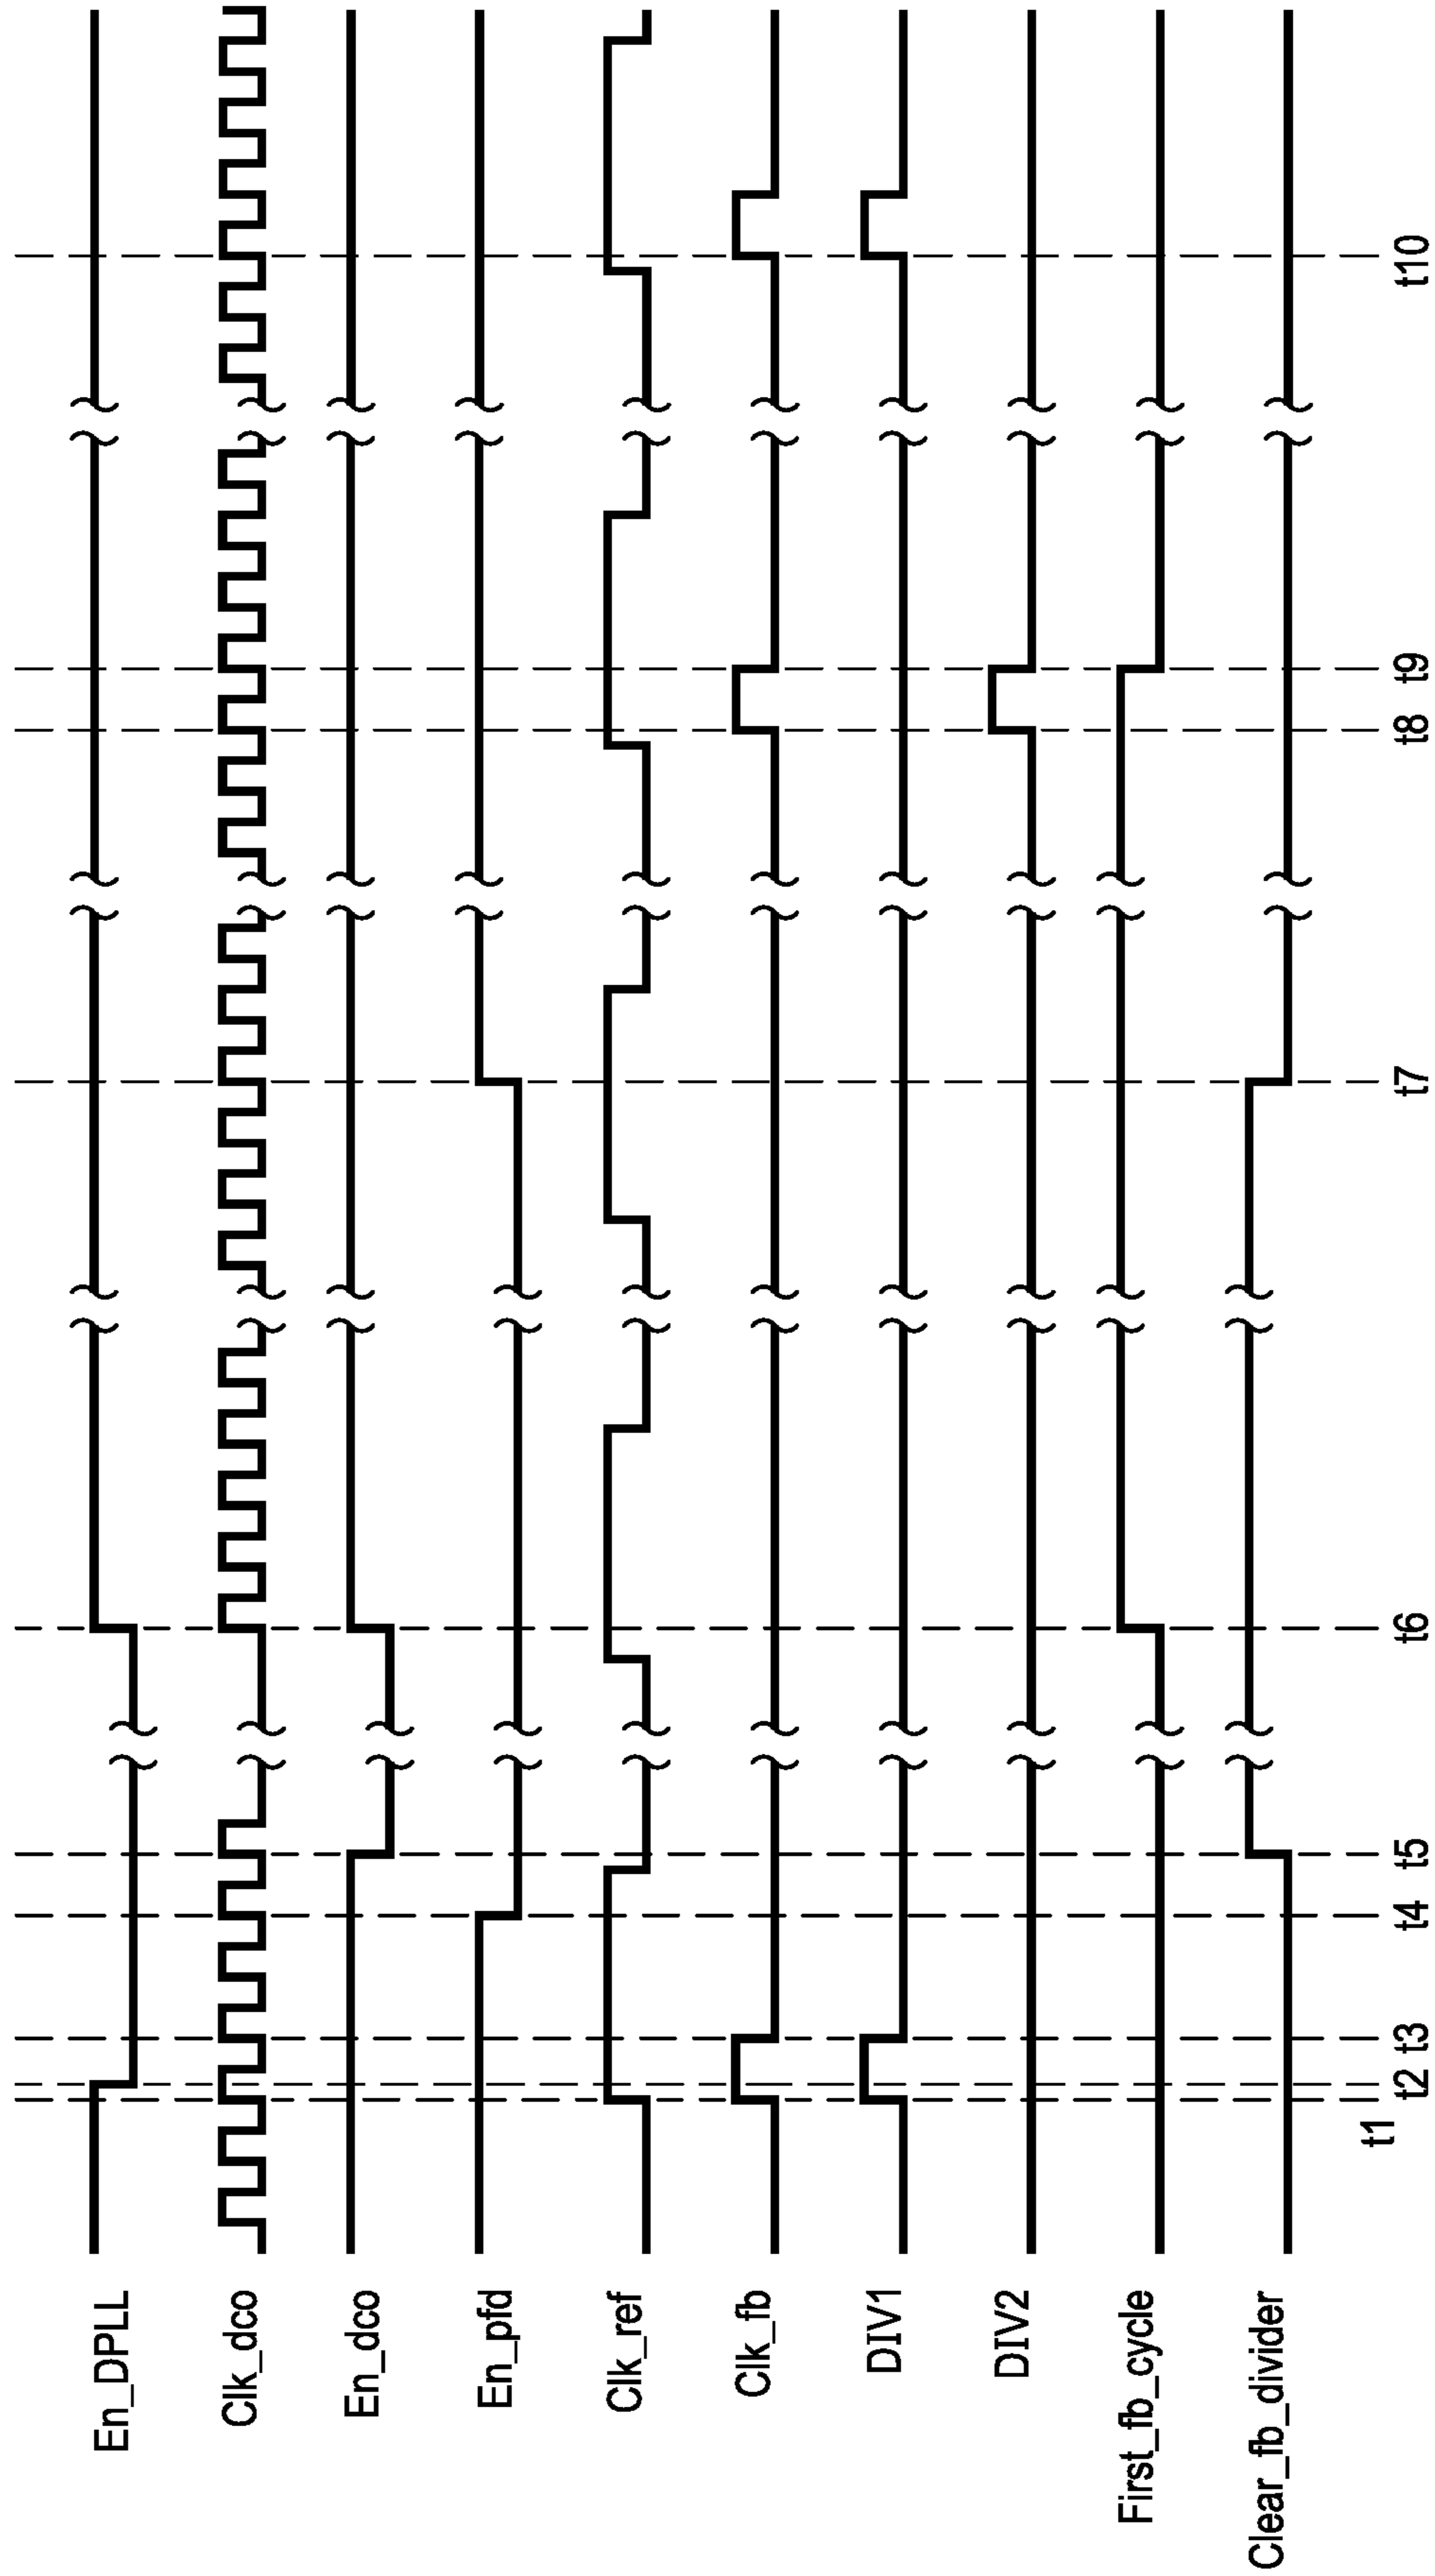 En_DPLL
Clk_dco
En_dco
En_pfd
Clk_ref
Clk_fb
DIV1
DIV2
First_fb_cycle
Clear_fb_divider
t1
t2
t3
t4
t5
t6
t7
t8
t9
t10